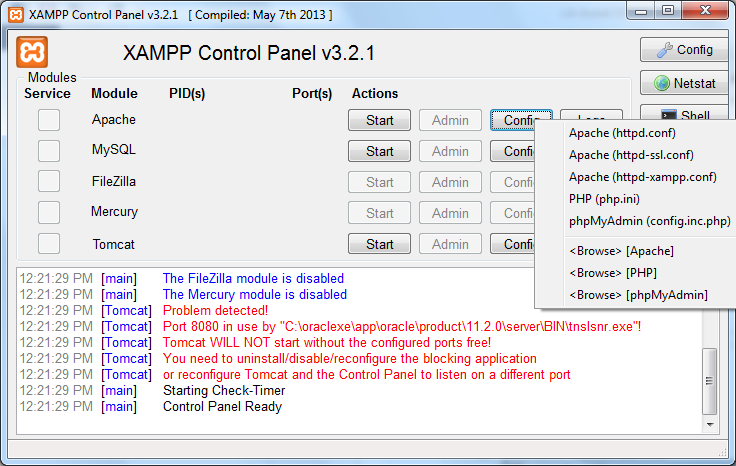 XAMPP Control Panel v3.2.1 [ Compiled: May 7th 2013 ]
XAMPP Control Panel v3.2.1
Config
Netstat
Shell
Modules
Service Module PID(s) Port(s) Actions
Apache Start Admin Config Logs
MySQL Start Admin Config
FileZilla Start Admin Config
Mercury Start Admin Config
Tomcat Start Admin Config
Apache (httpd.conf)
Apache (httpd-ssl.conf)
Apache (httpd-xampp.conf)
PHP (php.ini)
phpMyAdmin (config.inc.php)
<Browse> [Apache]
<Browse> [PHP]
<Browse> [phpMyAdmin]
12:21:29 PM [main] The FileZilla module is disabled
12:21:29 PM [main] The Mercury module is disabled
12:21:29 PM [Tomcat] Problem detected!
12:21:29 PM [Tomcat] Port 8080 in use by "C:\oraclexe\app\oracle\product\11.2.0\server\BIN\tnslsnr.exe"!
12:21:29 PM [Tomcat] Tomcat WILL NOT start without the configured ports free!
12:21:29 PM [Tomcat] You need to uninstall/disable/reconfigure the blocking application
12:21:29 PM [Tomcat] or reconfigure Tomcat and the Control Panel to listen on a different port
12:21:29 PM [main] Starting Check-Timer
12:21:29 PM [main] Control Panel Ready